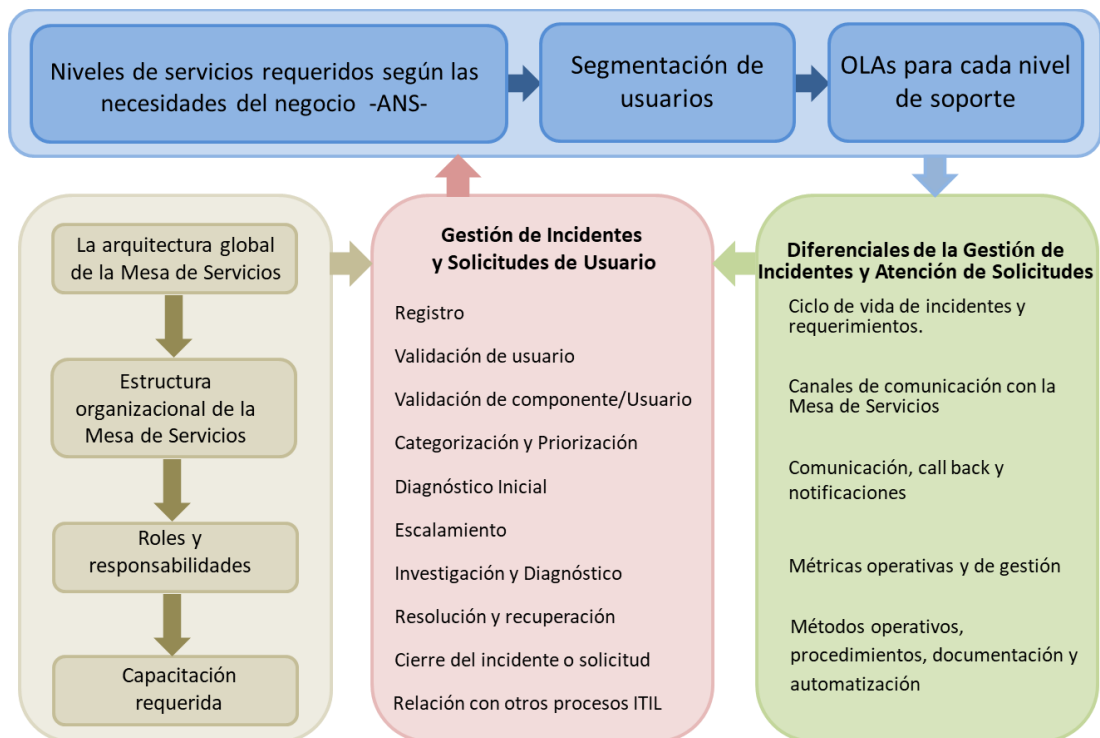 Niveles de servicios requeridos según las
necesidades del negocio -ANS-
Segmentación de
usuarios
OLAs para cada nivel
de soporte
La arquitectura global
de la Mesa de Servicios
Estructura
organizacional de la
Mesa de Servicios
Roles y
responsabilidades
Capacitación
requerida
Gestión de Incidentes
y Solicitudes de Usuario
Registro
Validación de usuario
Validación de componente/Usuario
Categorización y Priorización
Diagnóstico Inicial
Escalamiento
Investigación y Diagnóstico
Resolución y recuperación
Cierre del incidente o solicitud
Relación con otros procesos ITIL
Diferenciales de la Gestión de
Incidentes y Atención de Solicitudes
Ciclo de vida de incidentes y
requerimientos.
Canales de comunicación con la
Mesa de Servicios
Comunicación, call back y
notificaciones
Métricas operativas y de gestión
Métodos operativos,
procedimientos, documentación y
automatización